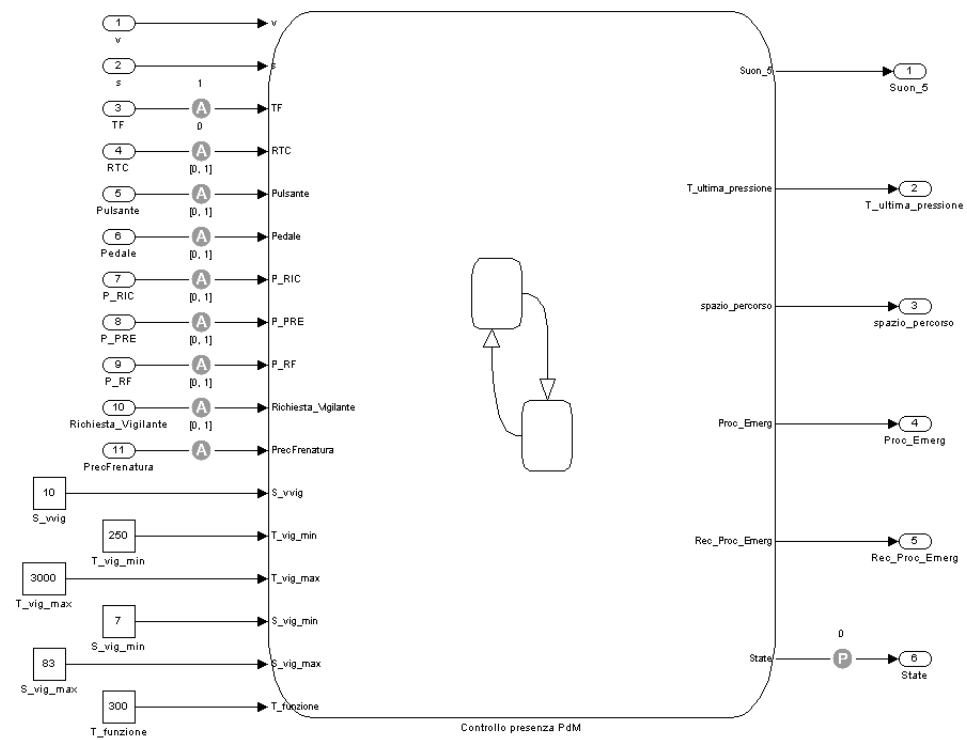 1
v
v
2
s
s
3
TF
1
A
0
TF
4
RTC
A
[0, 1]
RTC
5
Pulsante
A
[0, 1]
Pulsante
6
Pedale
A
[0, 1]
Pedale
7
P_RIC
A
[0, 1]
P_RIC
8
P_PRE
A
[0, 1]
P_PRE
9
P_RF
A
[0, 1]
P_RF
10
Richiesta_Vigilante
A
[0, 1]
Richiesta_Vigilante
11
PrecFrenatura
A
PrecFrenatura
10
S_vvig
S_vvig
250
T_vig_min
T_vig_min
3000
T_vig_max
T_vig_max
7
S_vig_min
S_vig_min
83
S_vig_max
S_vig_max
300
T_funzione
T_funzione
Suon_5
1
Suon_5
T_ultima_pressione
2
T_ultima_pressione
spazio_percorso
3
spazio_percorso
Proc_Emerg
4
Proc_Emerg
Rec_Proc_Emerg
5
Rec_Proc_Emerg
State
0
P
6
State
Controllo presenza PdM